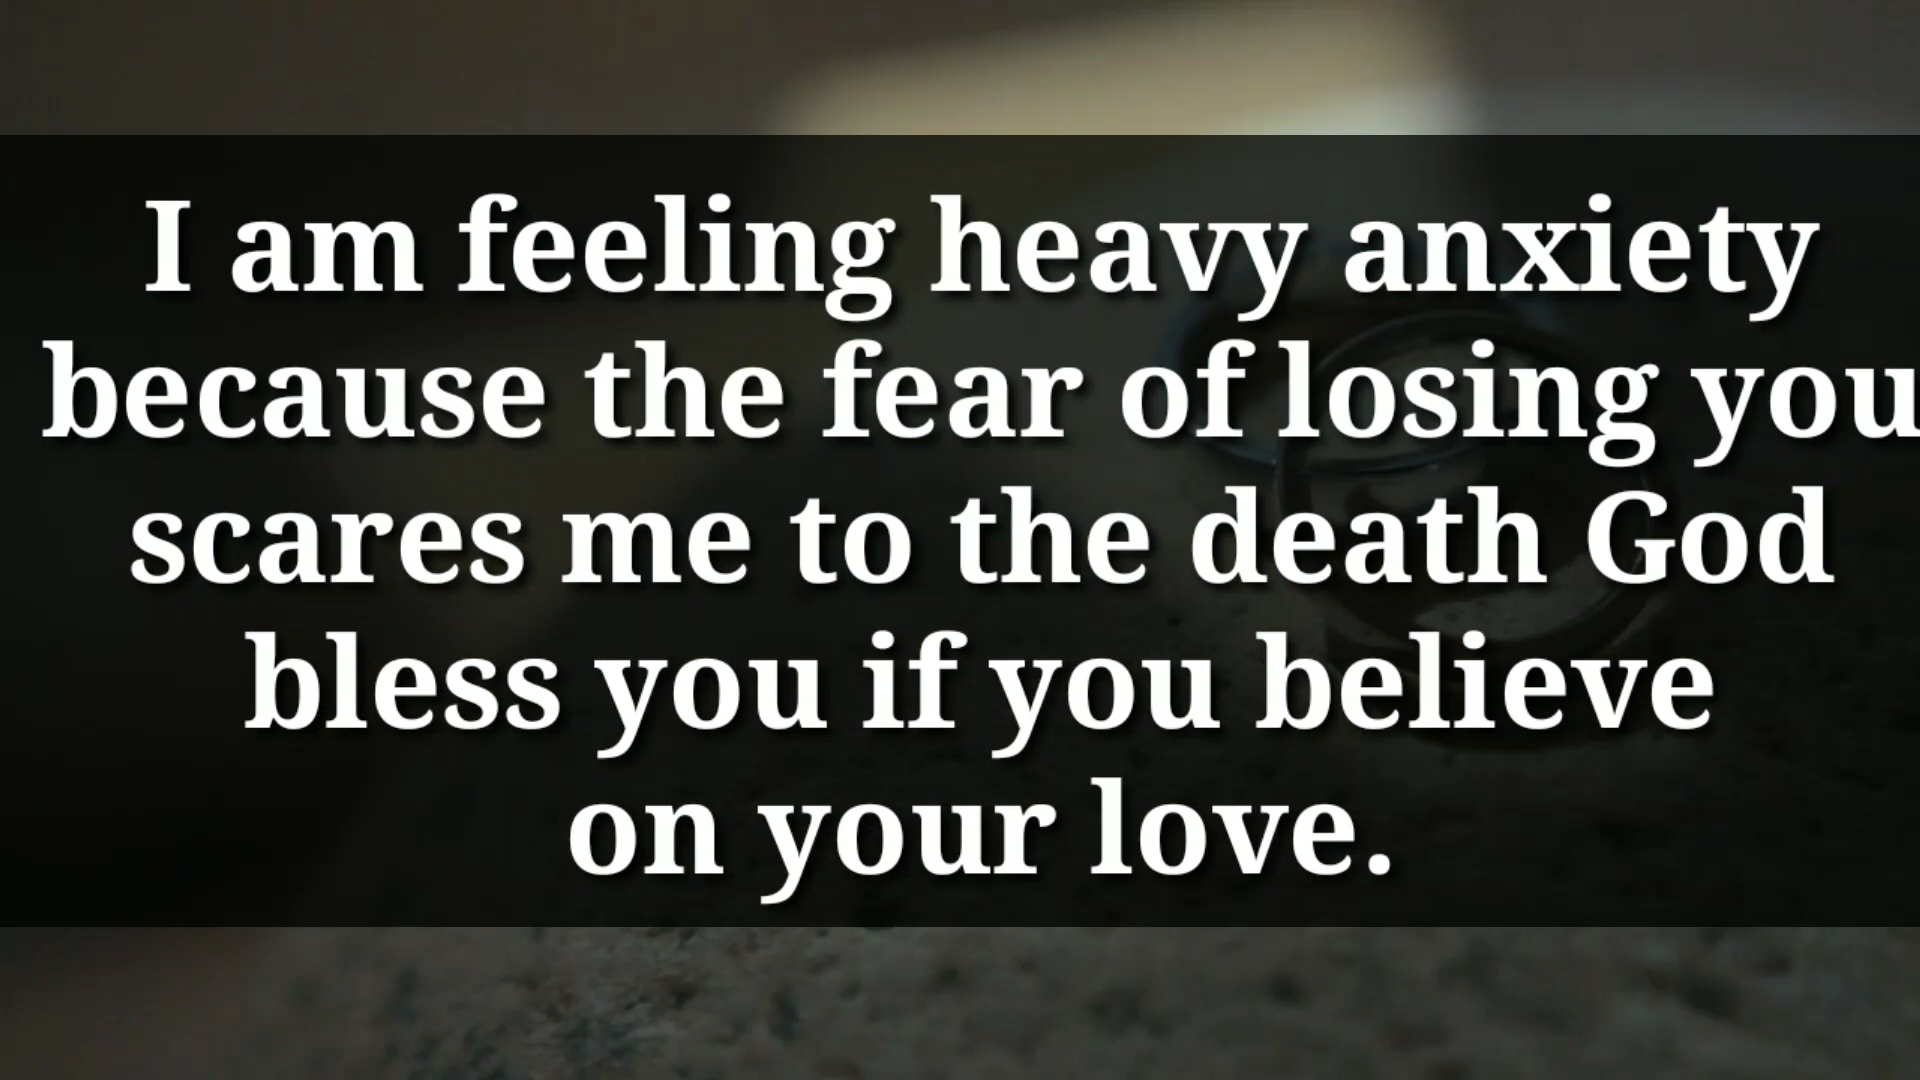 I am feeling heavy anxiety
because the fear of losing you
scares me to the death God
bless you if you believe
on your love.